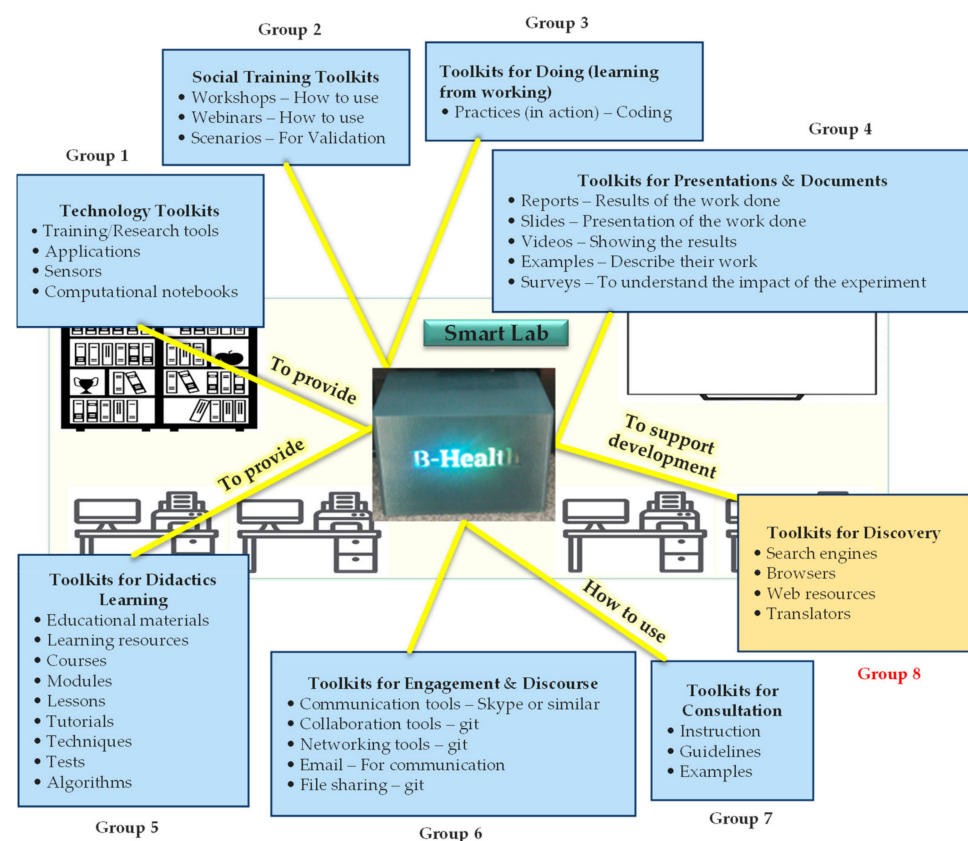 Group 2
Social Training Toolkits
• Workshops – How to use
• Webinars – How to use
• Scenarios – For Validation
Group 3
Toolkits for Doing (learning
from working)
• Practices (in action) – Coding
Group 1
Technology Toolkits
• Training/Research tools
• Applications
• Sensors
• Computational notebooks
Group 4
Toolkits for Presentations & Documents
• Reports – Results of the work done
• Slides – Presentation of the work done
• Videos – Showing the results
• Examples – Describe their work
• Surveys – To understand the impact of the experiment
Smart Lab
To provide
To provide
B-Health
To support
development
How to use
Toolkits for Discovery
• Search engines
• Browsers
• Web resources
• Translators
Group 8
Toolkits for Didactics
Learning
• Educational materials
• Learning resources
• Courses
• Modules
• Lessons
• Tutorials
• Techniques
• Tests
• Algorithms
Group 5
Toolkits for Engagement & Discourse
• Communication tools – Skype or similar
• Collaboration tools – git
• Networking tools – git
• Email – For communication
• File sharing – git
Group 6
Toolkits for
Consultation
• Instruction
• Guidelines
• Examples
Group 7